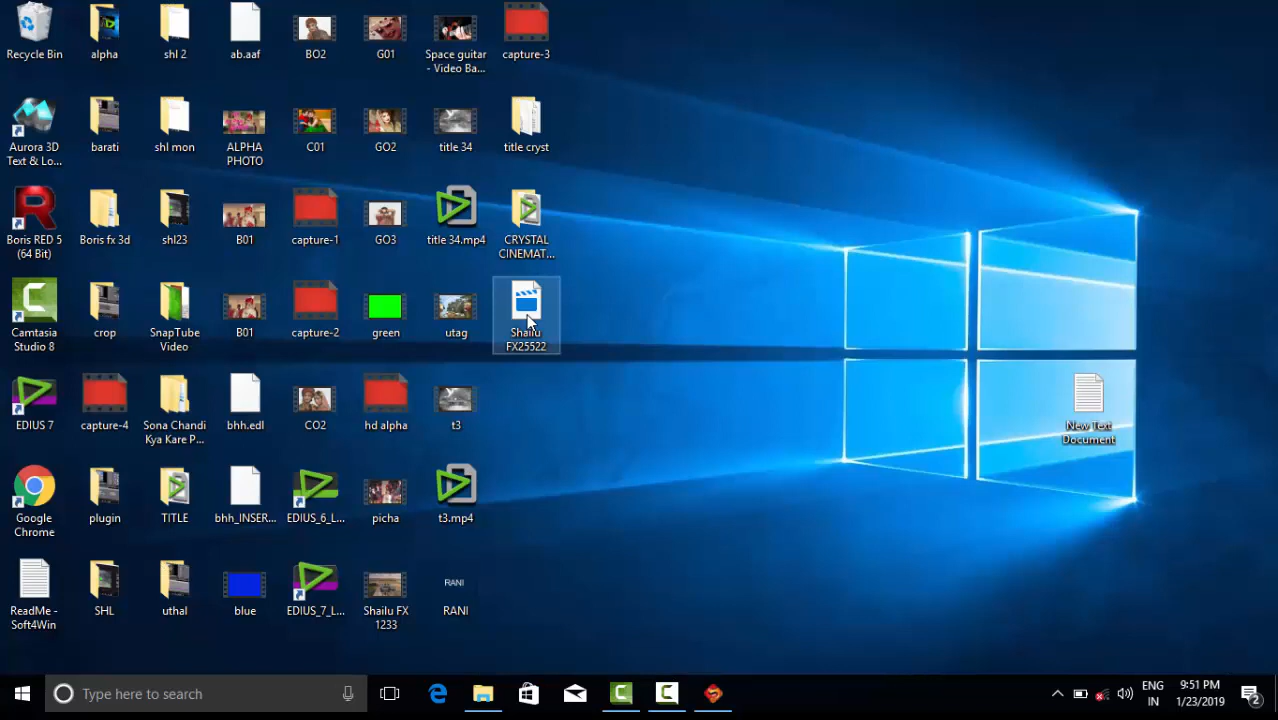 Recycle Bin
alpha
shl 2
ab.aaf
BO2
G01
Space guitar
- Video Ba...
capture-3
Aurora 3D
Text & Lo...
barati
shl mon
ALPHA
PHOTO
C01
GO2
title 34
title cryst
Boris RED 5
(64 Bit)
Boris fx 3d
shl23
B01
capture-1
GO3
title 34.mp4
CRYSTAL
CINEMAT...
Camtasia
Studio 8
crop
SnapTube
Video
B01
capture-2
green
utag
Shailu
FX25522
EDIUS 7
capture-4
Sona Chandi
Kya Kare P...
bhh.edl
CO2
hd alpha
t3
New Text
Document
Google
Chrome
plugin
TITLE
bhh_INSER...
EDIUS_6_L...
picha
t3.mp4
ReadMe -
Soft4Win
SHL
uthal
blue
EDIUS_7_L...
Shailu FX
1233
RANI
RANI
Type here to search
ENG
IN
9:51 PM
1/23/2019
2